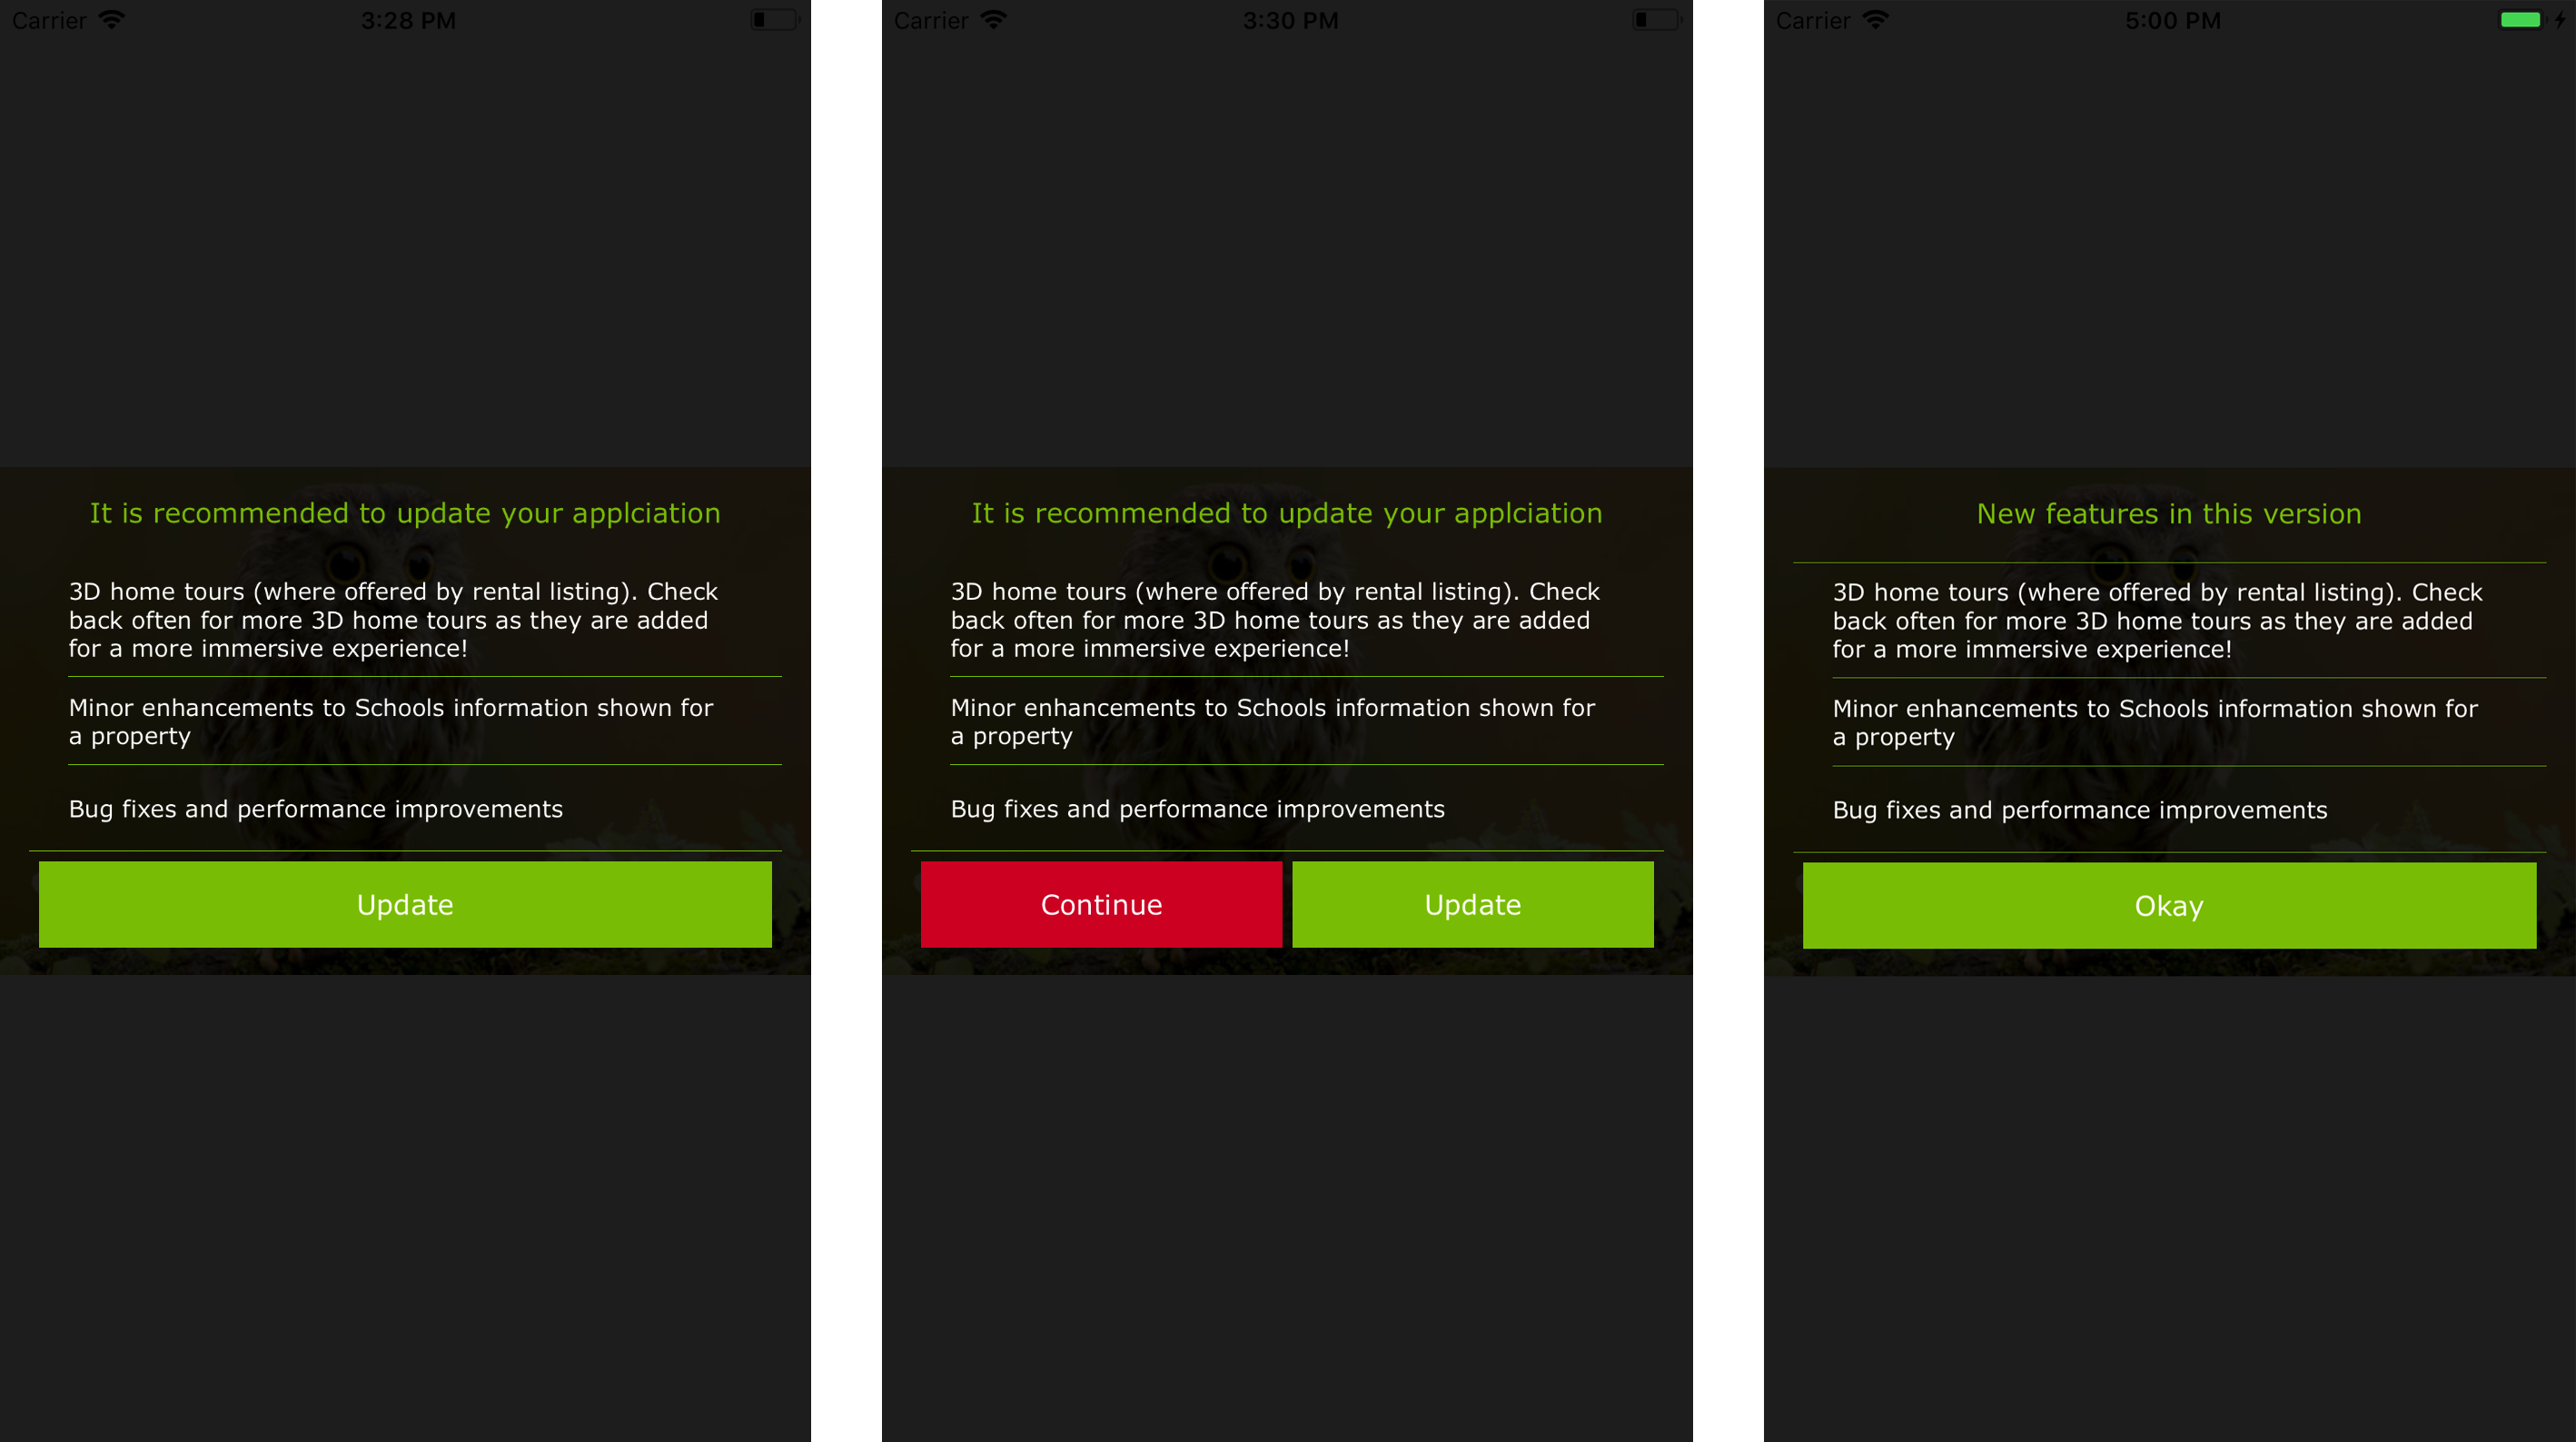 Carrier 3:28 PM
It is recommended to update your applciation
3D home tours (where offered by rental listing). Check
back often for more 3D home tours as they are added
for a more immersive experience!
Minor enhancements to Schools information shown for
a property
Bug fixes and performance improvements
Update
Carrier 3:30 PM
It is recommended to update your applciation
3D home tours (where offered by rental listing). Check
back often for more 3D home tours as they are added
for a more immersive experience!
Minor enhancements to Schools information shown for
a property
Bug fixes and performance improvements
Continue Update
Carrier 5:00 PM
New features in this version
3D home tours (where offered by rental listing). Check
back often for more 3D home tours as they are added
for a more immersive experience!
Minor enhancements to Schools information shown for
a property
Bug fixes and performance improvements
Okay